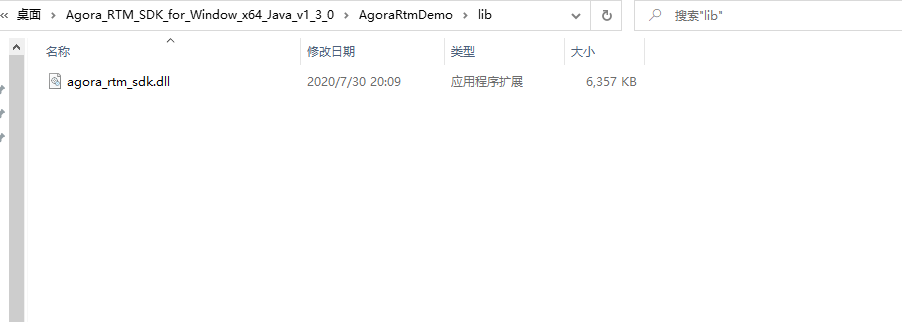 « 桌面 › Agora_RTM_SDK_for_Window_x64_Java_v1_3_0 › AgoraRtmDemo › lib 搜索"lib"
名称 修改日期 类型 大小
agora_rtm_sdk.dll 2020/7/30 20:09 应用程序扩展 6,357 KB